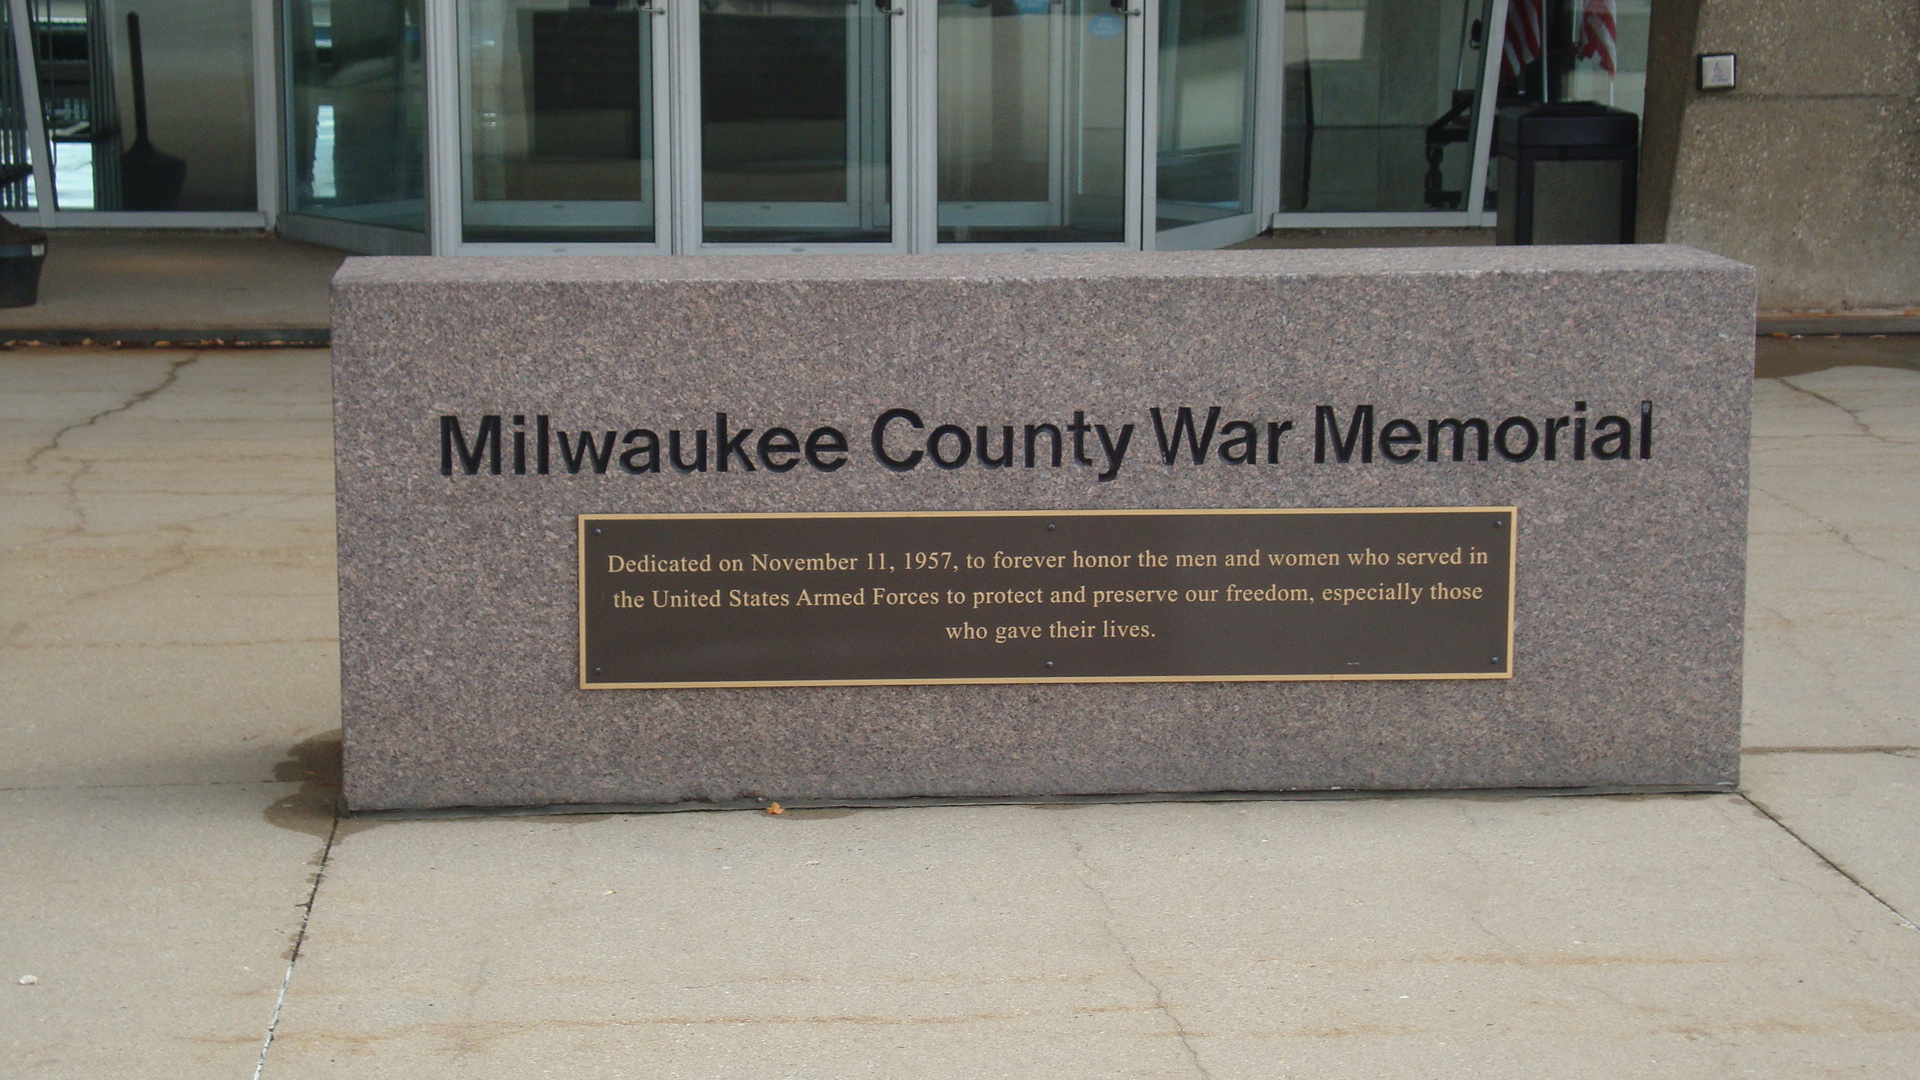 Milwaukee County War Memorial
Dedicated on November 11, 1957, to forever honor the men and women who served in
the United States Armed Forces to protect and preserve our freedom, especially those
who gave their lives.